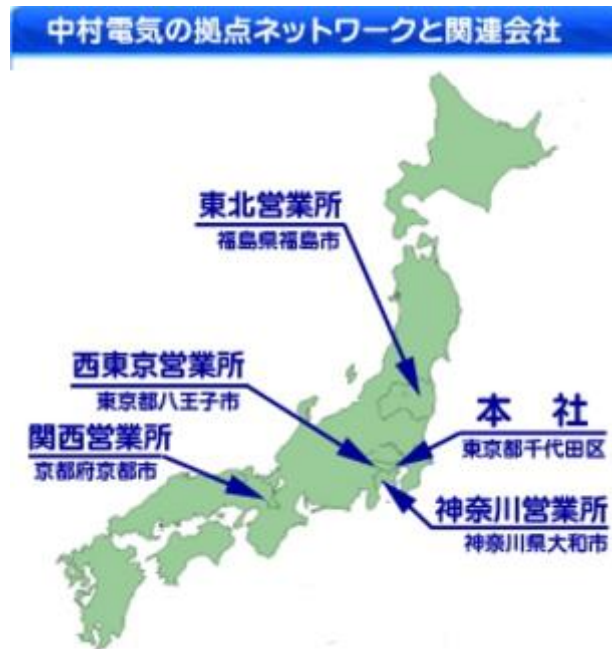 中村電気の拠点ネットワークと関連会社
東北営業所
福島県福島市
西東京営業所
東京都八王子市
本 社
東京都千代田区
関西営業所
京都府京都市
神奈川営業所
神奈川県大和市